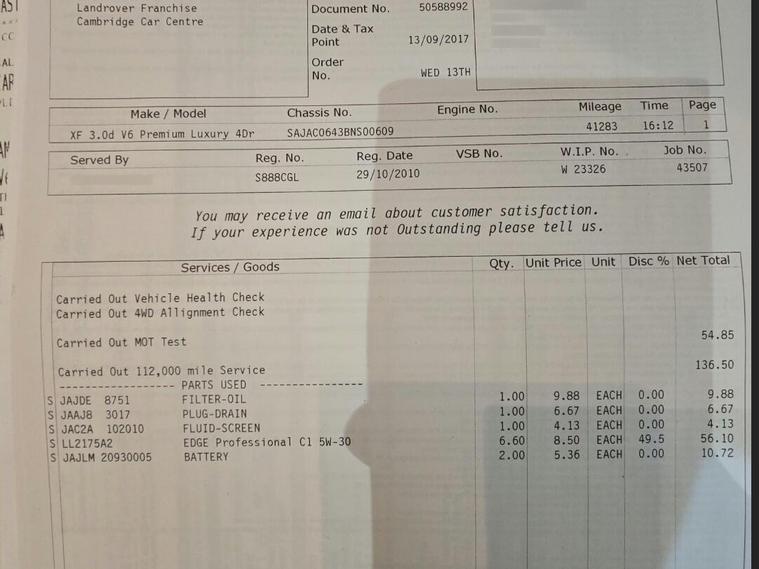 Landrover Franchise
Cambridge Car Centre
Document No. 50588992
Date & Tax Point 13/09/2017
Order No. WED 13TH
Make / Model Chassis No. Engine No. Mileage Time Page
XF 3.0d V6 Premium Luxury 4Dr SAJAC0643BNS00609 41283 16:12 1
Served By Reg. No. Reg. Date VSB No. W.I.P. No. Job No.
S888CGL 29/10/2010 W 23326 43507
You may receive an email about customer satisfaction.
If your experience was not Outstanding please tell us.
Services / Goods Qty. Unit Price Unit Disc % Net Total
Carried Out Vehicle Health Check
Carried Out 4WD Allignment Check
Carried Out MOT Test 54.85
Carried Out 112,000 mile Service 136.50
------------------ PARTS USED ----------------
S JAJDE 8751 FILTER-OIL 1.00 9.88 EACH 0.00 9.88
S JAAJ8 3017 PLUG-DRAIN 1.00 6.67 EACH 0.00 6.67
S JAC2A 102010 FLUID-SCREEN 1.00 4.13 EACH 0.00 4.13
S LL2175A2 EDGE Professional C1 5W-30 6.60 8.50 EACH 49.5 56.10
S JAJLM 20930005 BATTERY 2.00 5.36 EACH 0.00 10.72